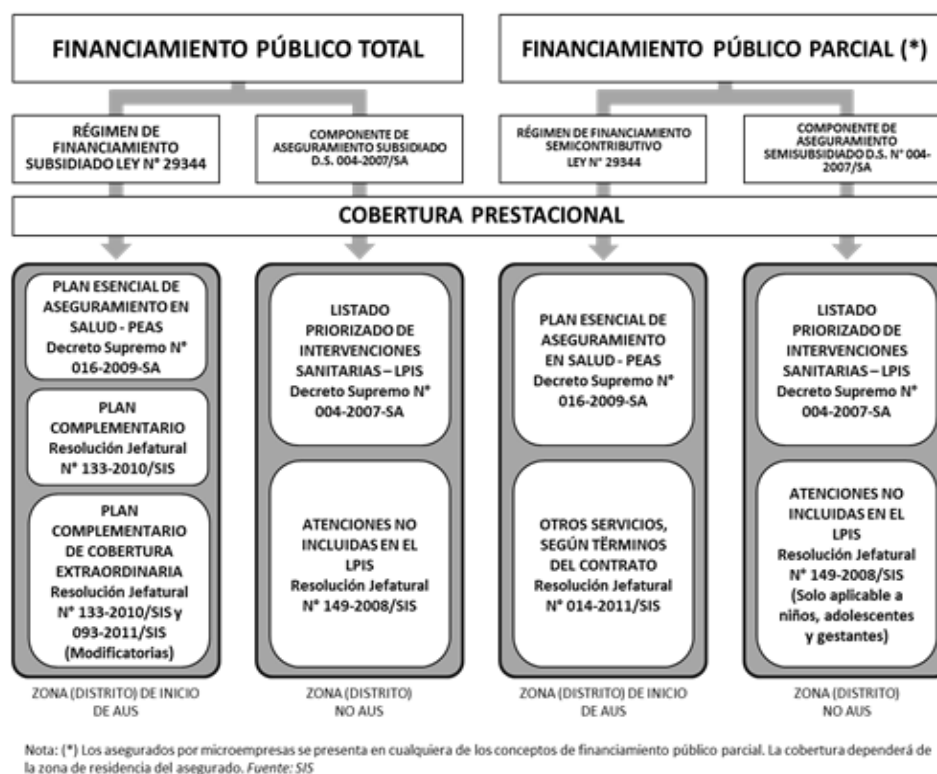 FINANCIAMIENTO PÚBLICO TOTAL
FINANCIAMIENTO PÚBLICO PARCIAL (*)
RÉGIMEN DE
FINANCIAMIENTO
SUBSIDIADO LEY N° 29344
COMPONENTE DE
ASEGURAMIENTO SUBSIDIADO
D.S. 004-2007/SA
RÉGIMEN DE FINANCIAMIENTO
SEMICONTRIBUTIVO
LEY N° 29344
COMPONENTE DE
ASEGURAMIENTO
SEMISUBSIDIADO D.S. N° 004-
2007/SA
COBERTURA PRESTACIONAL
PLAN ESENCIAL DE
ASEGURAMIENTO EN
SALUD - PEAS
Decreto Supremo N°
016-2009-SA
PLAN
COMPLEMENTARIO
Resolución Jefatural
N° 133-2010/SIS
PLAN
COMPLEMENTARIO
DE COBERTURA
EXTRAORDINARIA
Resolución Jefatural
N° 133-2010/SIS y
093-2011/SIS
(Modificatorias)
ZONA (DISTRITO) DE INICIO
DE AUS
LISTADO
PRIORIZADO DE
INTERVENCIONES
SANITARIAS – LPIS
Decreto Supremo N°
004-2007-SA
ATENCIONES NO
INCLUIDAS EN EL
LPIS
Resolución Jefatural
N° 149-2008/SIS
ZONA (DISTRITO)
NO AUS
PLAN ESENCIAL DE
ASEGURAMIENTO
EN SALUD - PEAS
Decreto Supremo N°
016-2009-SA
OTROS SERVICIOS,
SEGÚN TËRMINOS
DEL CONTRATO
Resolución Jefatural
N° 014-2011/SIS
ZONA (DISTRITO) DE INICIO
DE AUS
LISTADO
PRIORIZADO DE
INTERVENCIONES
SANITARIAS – LPIS
Decreto Supremo N°
004-2007-SA
ATENCIONES NO
INCLUIDAS EN EL
LPIS
Resolución Jefatural
N° 149-2008/SIS
(Solo aplicable a
niños, adolescentes
y gestantes)
ZONA (DISTRITO)
NO AUS
Nota: (*) Los asegurados por microempresas se presenta en cualquiera de los conceptos de financiamiento público parcial. La cobertura dependerá de
la zona de residencia del asegurado. Fuente: SIS